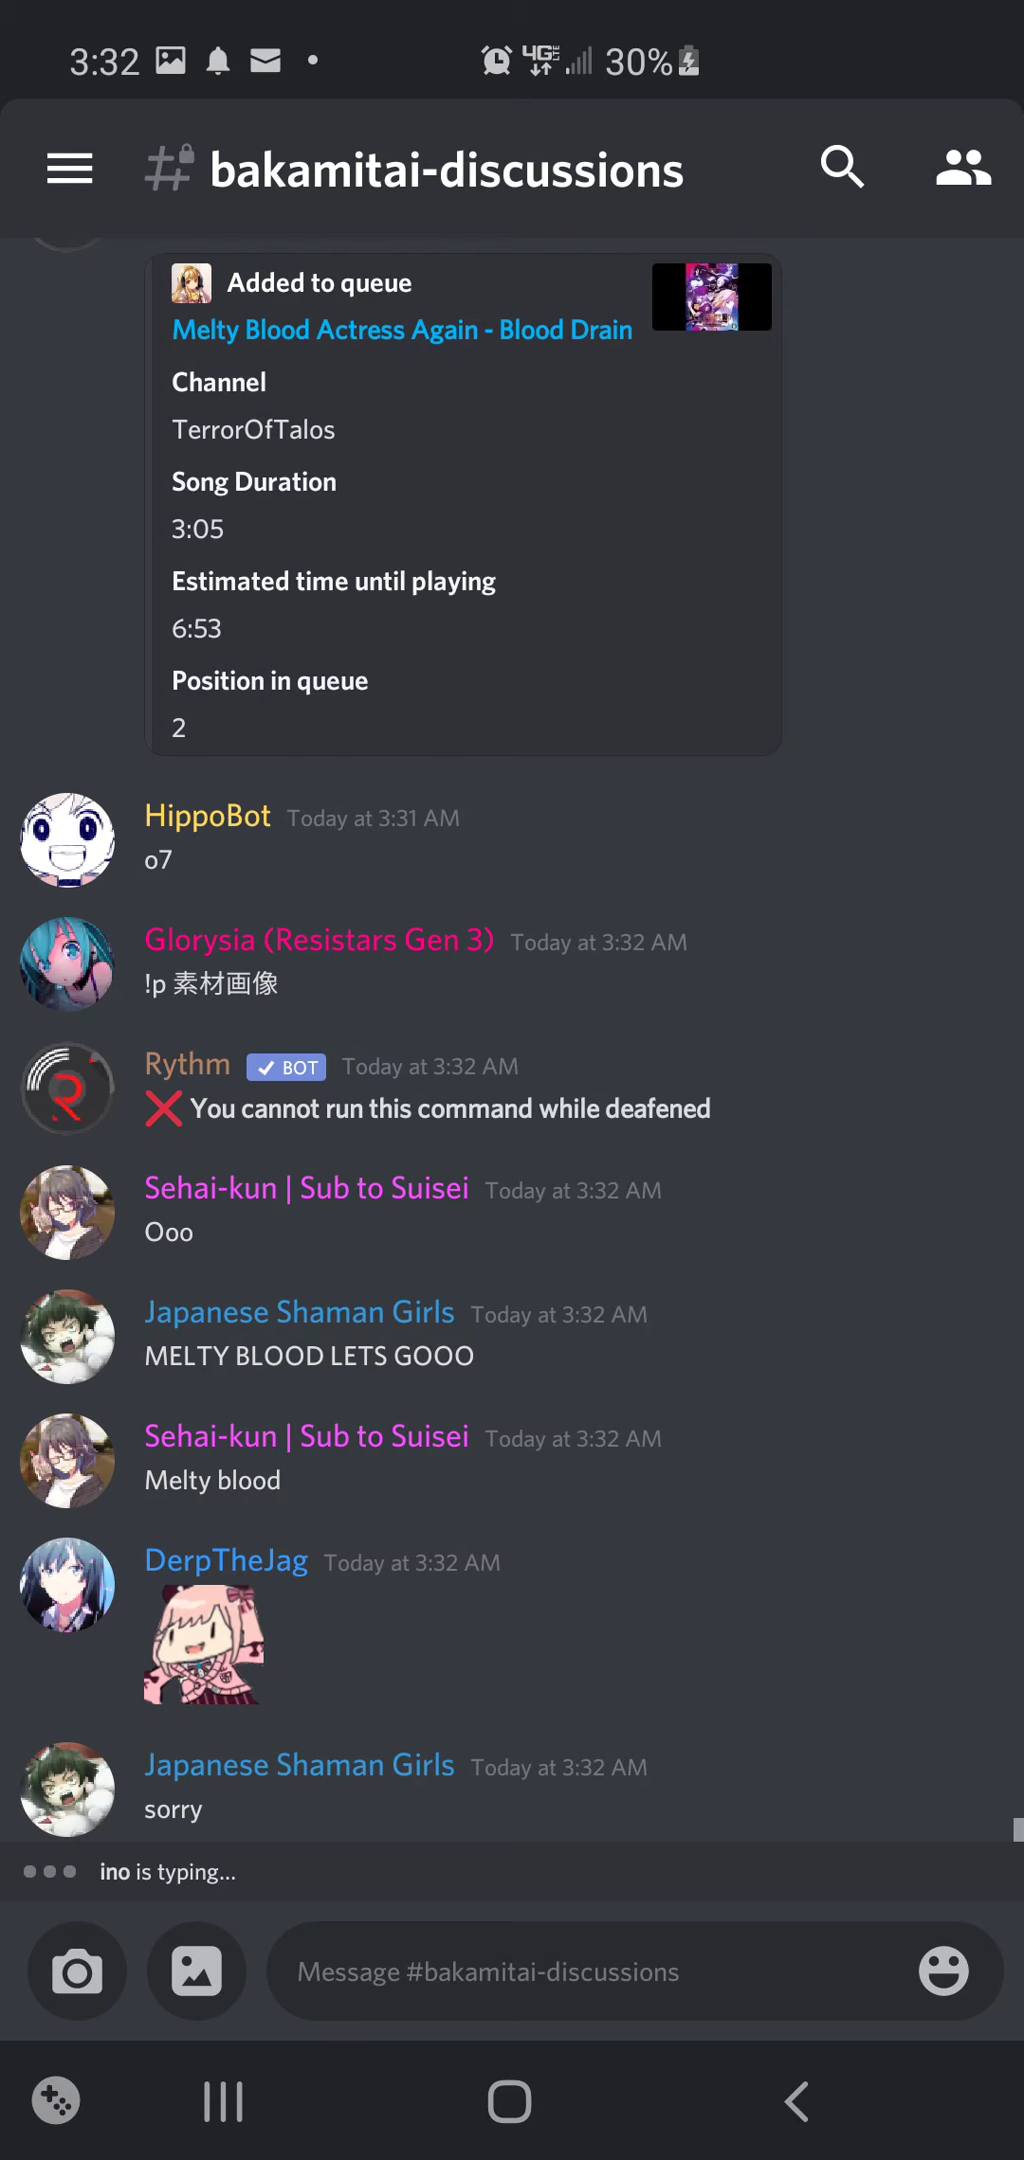 3:32
4G LTE
30%
bakamitai-discussions
Added to queue
Melty Blood Actress Again - Blood Drain
Channel
TerrorOfTalos
Song Duration
3:05
Estimated time until playing
6:53
Position in queue
2
HippoBot Today at 3:31 AM
o7
Glorysia (Resistars Gen 3) Today at 3:32 AM
!p 素材画像
Rythm BOT Today at 3:32 AM
You cannot run this command while deafened
Sehai-kun | Sub to Suisei Today at 3:32 AM
Ooo
Japanese Shaman Girls Today at 3:32 AM
MELTY BLOOD LETS GOOO
Sehai-kun | Sub to Suisei Today at 3:32 AM
Melty blood
DerpTheJag Today at 3:32 AM
Japanese Shaman Girls Today at 3:32 AM
sorry
ino is typing...
Message #bakamitai-discussions